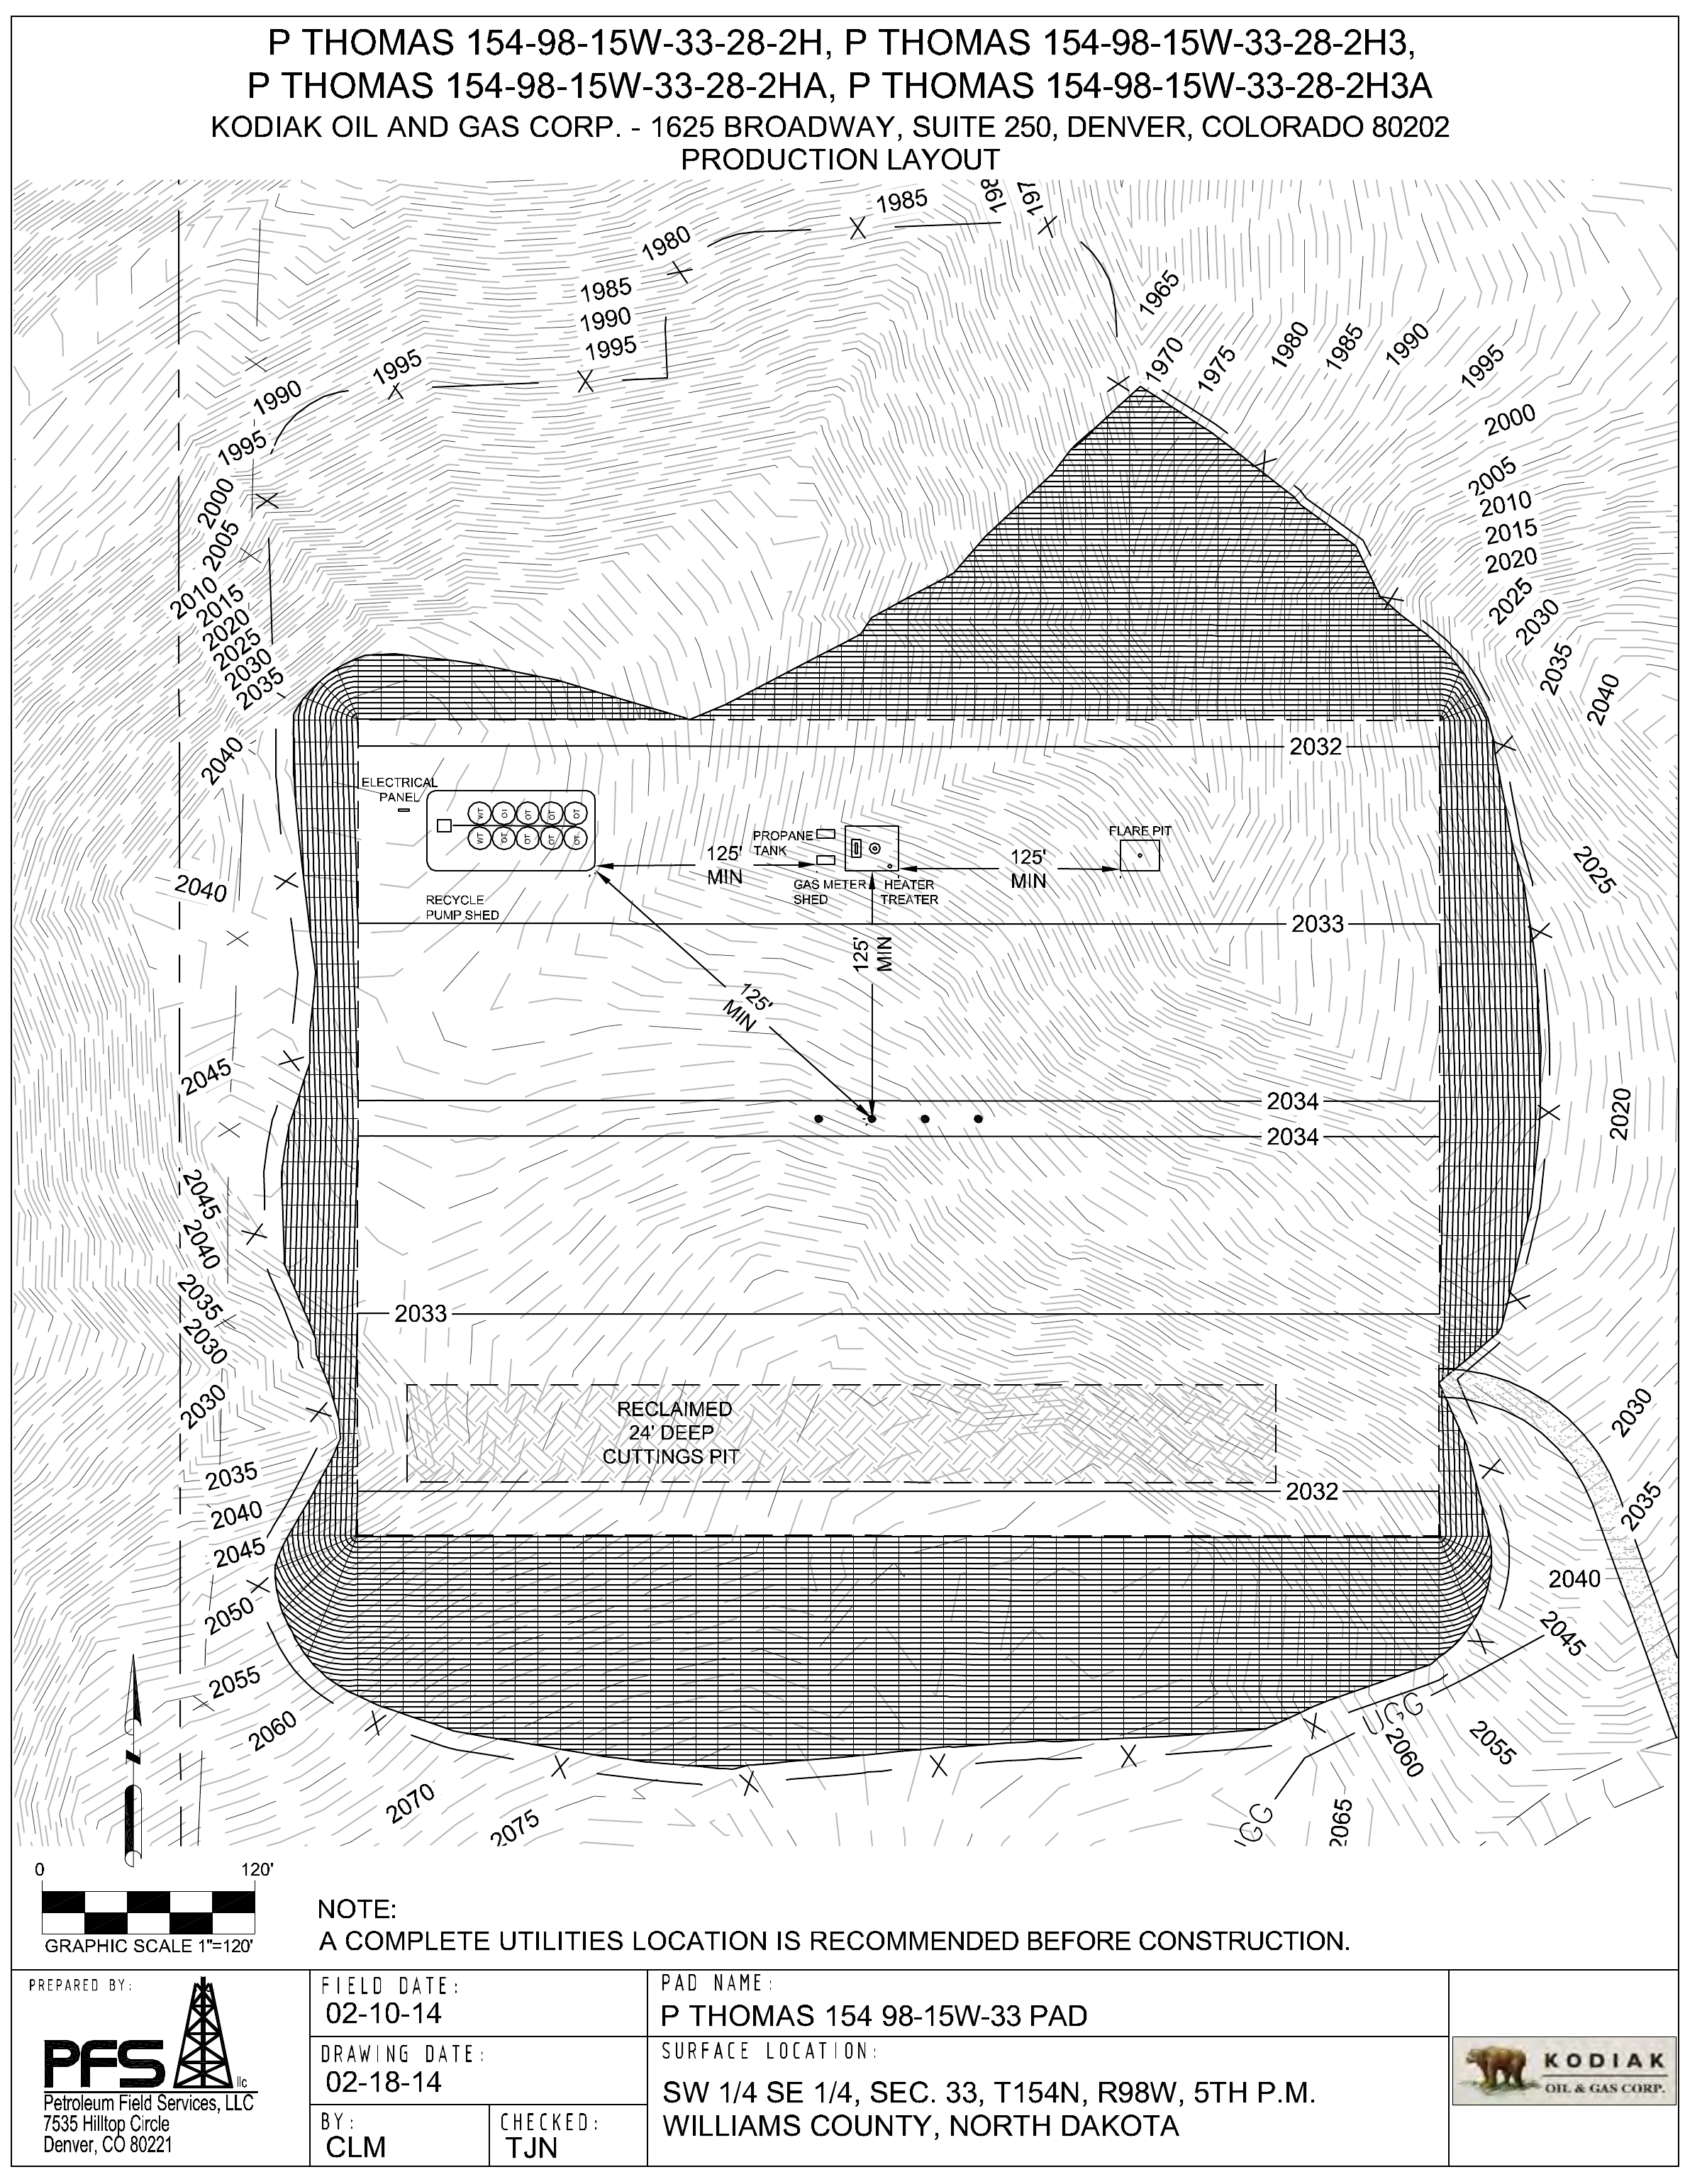 P THOMAS 154-98-15W-33-28-2H, P THOMAS 154-98-15W-33-28-2H3,
P THOMAS 154-98-15W-33-28-2HA, P THOMAS 154-98-15W-33-28-2H3A
KODIAK OIL AND GAS CORP. - 1625 BROADWAY, SUITE 250, DENVER, COLORADO 80202
PRODUCTION LAYOUT
1985
1980
1985
1990
1995
1995
1990
1995
2000
2005
2010
2015
2020
2025
2030
2035
2040
1965
1970
1975
1980
1985
1990
1995
2000
2005
2010
2015
2020
2025
2030
2035
2040
2032
ELECTRICAL
PANEL
WT OT OT OT OT
WT OT OT OT OT
RECYCLE
PUMP SHED
125'
MIN
PROPANE
TANK
GAS METER
SHED
HEATER
TREATER
125'
MIN
FLARE PIT
2025
2040
2033
125'
MIN
125'
MIN
2045
2034
2034
2020
2045
2040
2035
2030
2033
2030
RECLAIMED
24' DEEP
CUTTINGS PIT
2032
2030
2035
2035
2040
2045
2050
2055
2060
2070
2075
2040
2045
UGG
2060
2055
UGG
2065
0 120'
GRAPHIC SCALE 1"=120'
NOTE:
A COMPLETE UTILITIES LOCATION IS RECOMMENDED BEFORE CONSTRUCTION.
PREPARED BY:
PFS
llc
Petroleum Field Services, LLC
7535 Hilltop Circle
Denver, CO 80221
FIELD DATE:
02-10-14
DRAWING DATE:
02-18-14
BY:
CLM
CHECKED:
TJN
PAD NAME:
P THOMAS 154 98-15W-33 PAD
SURFACE LOCATION:
SW 1/4 SE 1/4, SEC. 33, T154N, R98W, 5TH P.M.
WILLIAMS COUNTY, NORTH DAKOTA
KODIAK
OIL & GAS CORP.